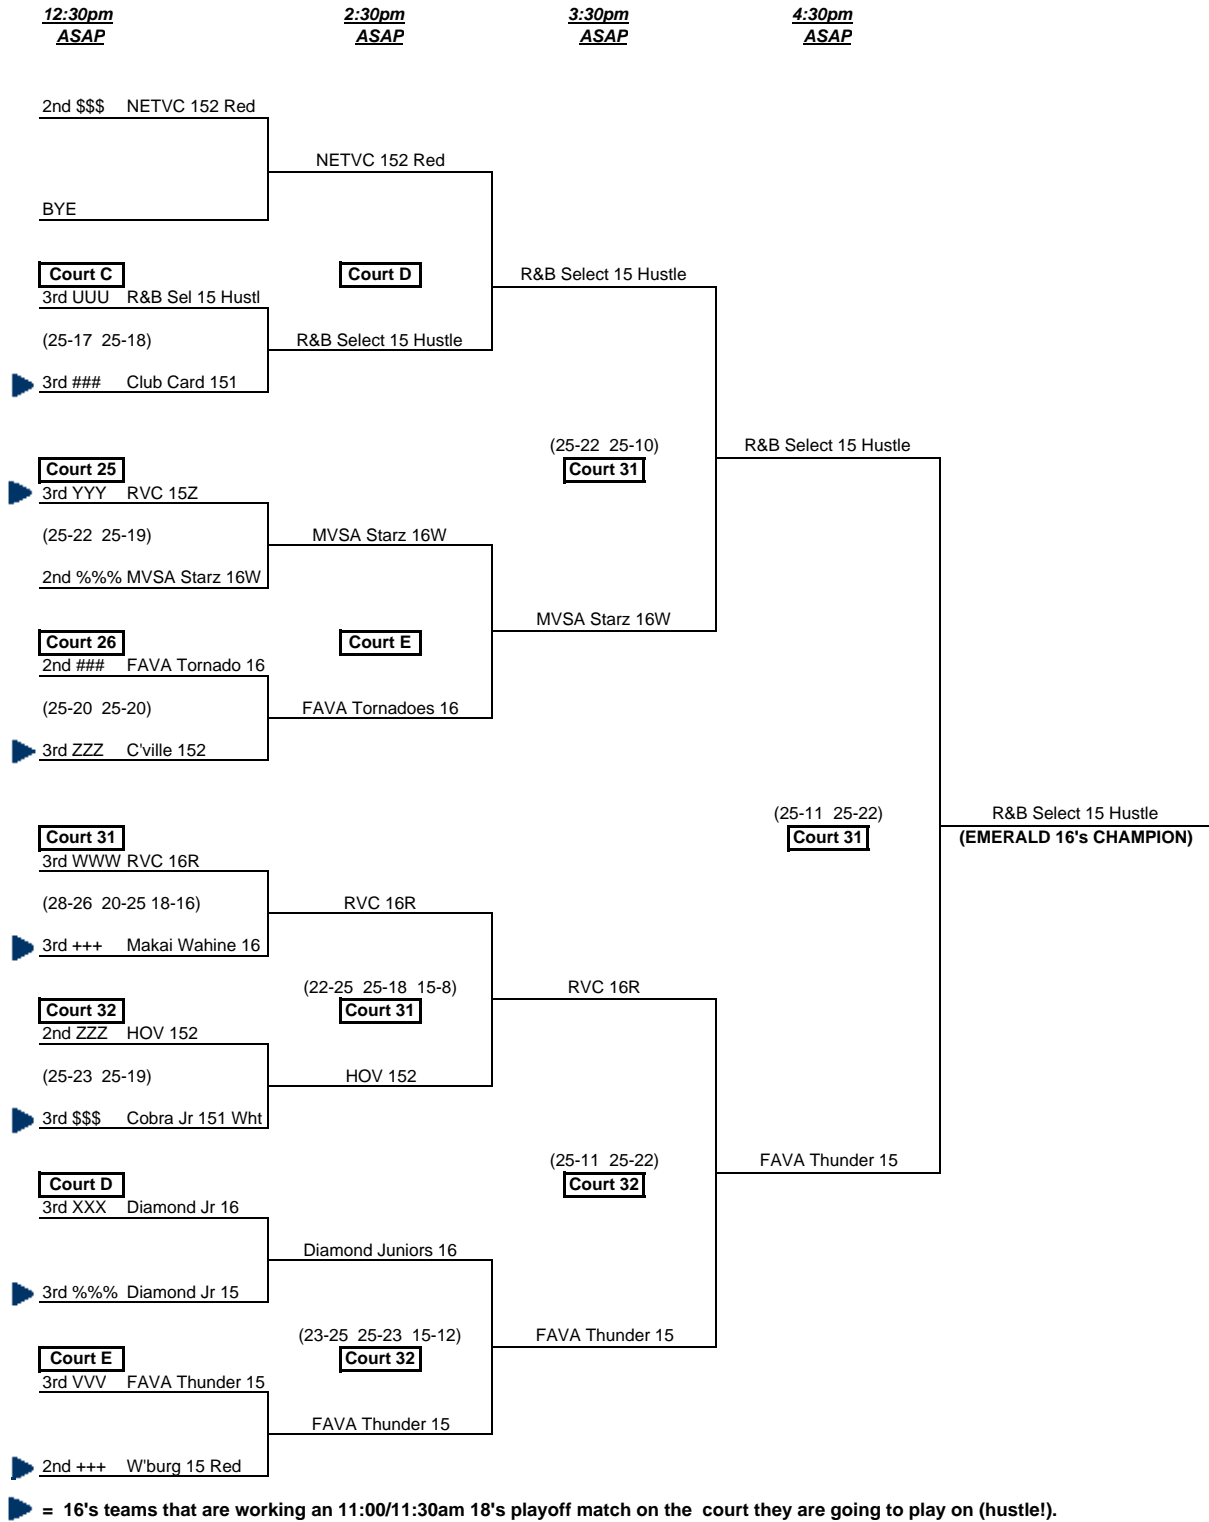 12:30pm 2:30pm 3:30pm 4:30pm
ASAP ASAP ASAP ASAP
2nd $$$ NETVC 152 Red
NETVC 152 Red
BYE
Court C Court D R&B Select 15 Hustle
3rd UUU R&B Sel 15 Hustl
(25-17 25-18) R&B Select 15 Hustle
3rd ### Club Card 151
(25-22 25-10) R&B Select 15 Hustle
Court 25 Court 31
3rd YYY RVC 15Z
(25-22 25-19) MVSA Starz 16W
2nd %%% MVSA Starz 16W
MVSA Starz 16W
Court 26 Court E
2nd ### FAVA Tornado 16
(25-20 25-20) FAVA Tornadoes 16
3rd ZZZ C'ville 152
(25-11 25-22) R&B Select 15 Hustle
Court 31 Court 31 (EMERALD 16's CHAMPION)
3rd WWW RVC 16R
(28-26 20-25 18-16) RVC 16R
3rd +++ Makai Wahine 16
(22-25 25-18 15-8) RVC 16R
Court 32 Court 31
2nd ZZZ HOV 152
(25-23 25-19) HOV 152
3rd $$$ Cobra Jr 151 Wht
(25-11 25-22) FAVA Thunder 15
Court D Court 32
3rd XXX Diamond Jr 16
Diamond Juniors 16
3rd %%% Diamond Jr 15
(23-25 25-23 15-12) FAVA Thunder 15
Court E Court 32
3rd VVV FAVA Thunder 15
FAVA Thunder 15
2nd +++ W'burg 15 Red
= 16's teams that are working an 11:00/11:30am 18's playoff match on the court they are going to play on (hustle!).